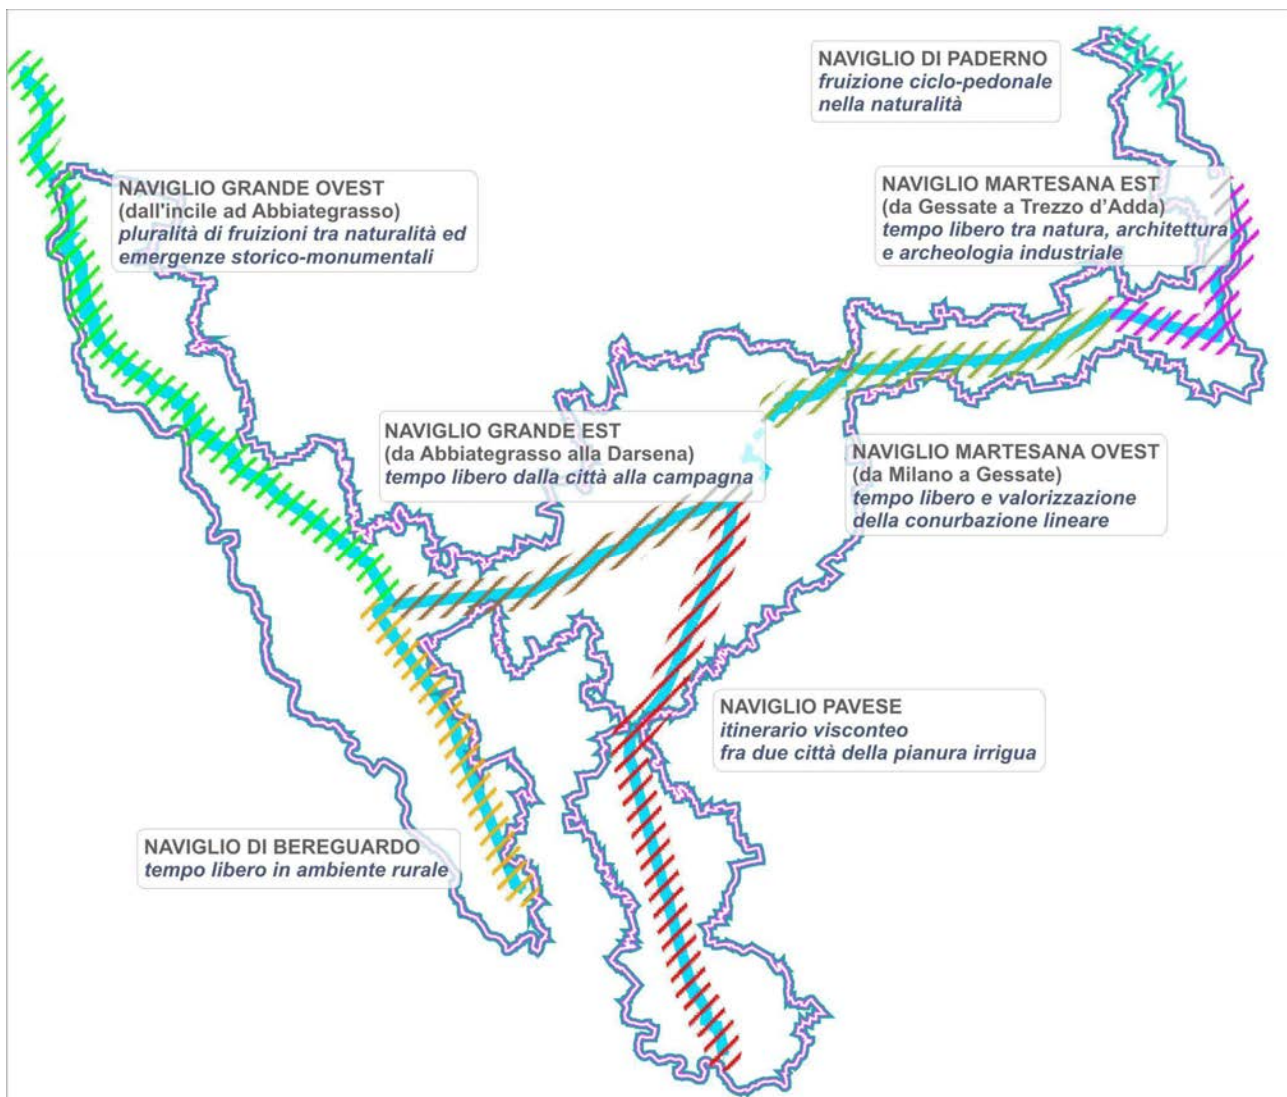 NAVIGLIO DI PADERNO
fruizione ciclo-pedonale
nella naturalità
NAVIGLIO GRANDE OVEST
(dall'incile ad Abbiategrasso)
pluralità di fruizioni tra naturalità ed
emergenze storico-monumentali
NAVIGLIO MARTESANA EST
(da Gessate a Trezzo d’Adda)
tempo libero tra natura, architettura
e archeologia industriale
NAVIGLIO GRANDE EST
(da Abbiategrasso alla Darsena)
tempo libero dalla città alla campagna
NAVIGLIO MARTESANA OVEST
(da Milano a Gessate)
tempo libero e valorizzazione
della conurbazione lineare
NAVIGLIO PAVESE
itinerario visconteo
fra due città della pianura irrigua
NAVIGLIO DI BEREGUARDO
tempo libero in ambiente rurale